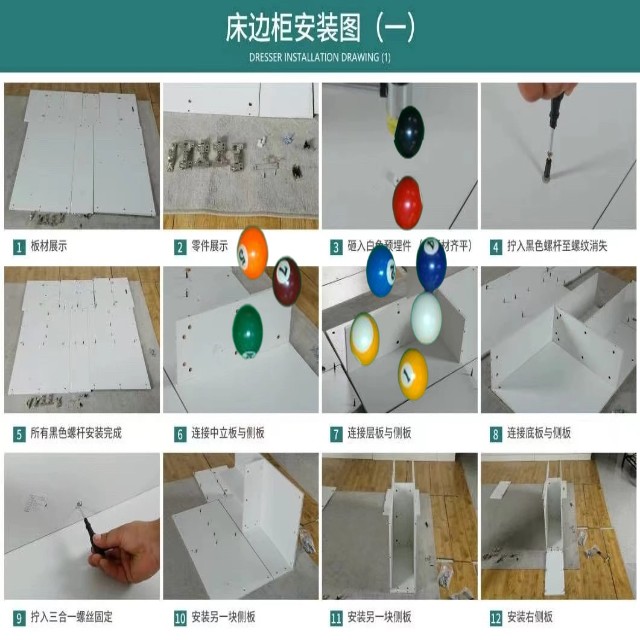 床边柜安装图（一）
DRESSER INSTALLATION DRAWING (1)
1 板材展示
2 零件展示
3 砸入白色预埋件 材齐平）
4 拧入黑色螺杆至螺纹消失
5 所有黑色螺杆安装完成
6 连接中立板与侧板
7 连接层板与侧板
8 连接底板与侧板
9 拧入三合一螺丝固定
10 安装另一块侧板
11 安装另一块侧板
12 安装右侧板